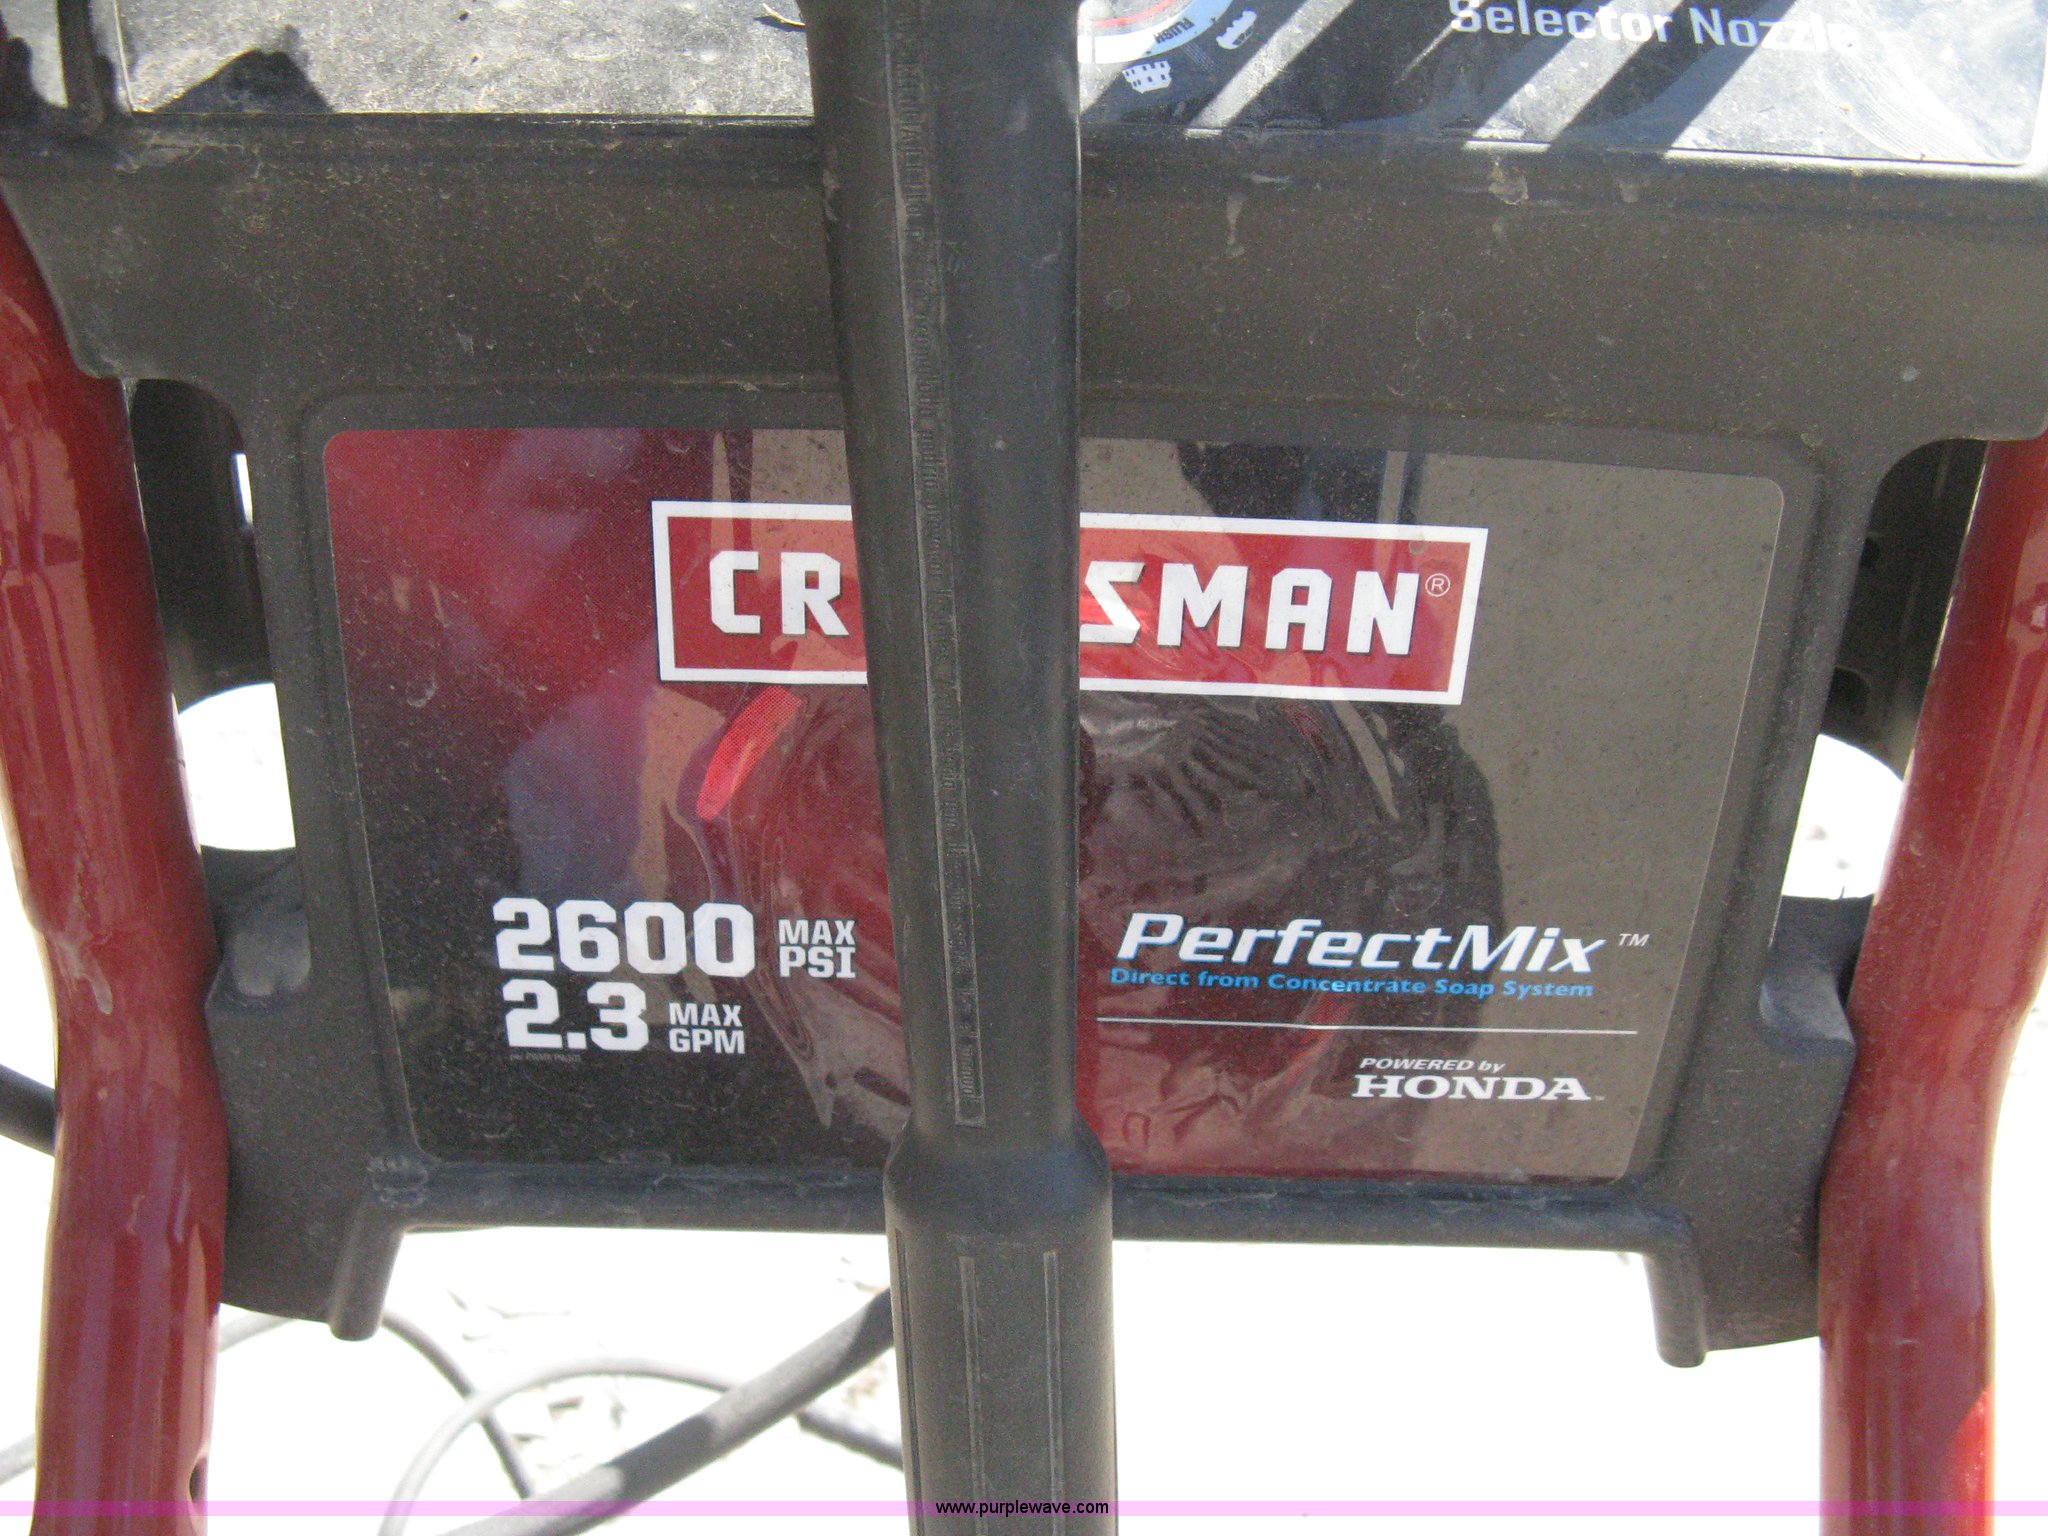 Selector Nozzle
FLUSH
CR SMAN®
2600 MAX PSI
2.3 MAX GPM
PerfectMix™
Direct from Concentrate Soap System
POWERED by
HONDA
www.purplewave.com